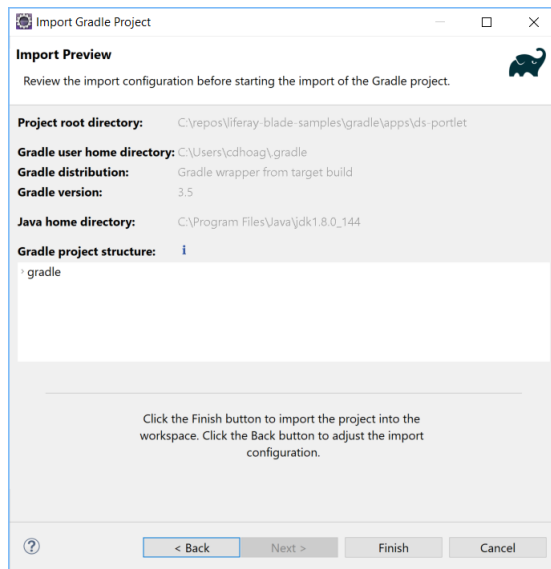 Import Gradle Project
Import Preview
Review the import configuration before starting the import of the Gradle project.
Project root directory: C:\repos\liferay-blade-samples\gradle\apps\ds-portlet
Gradle user home directory: C:\Users\cdhoag\.gradle
Gradle distribution: Gradle wrapper from target build
Gradle version: 3.5
Java home directory: C:\Program Files\Java\jdk1.8.0_144
Gradle project structure: i
gradle
Click the Finish button to import the project into the
workspace. Click the Back button to adjust the import
configuration.
? < Back Next > Finish Cancel